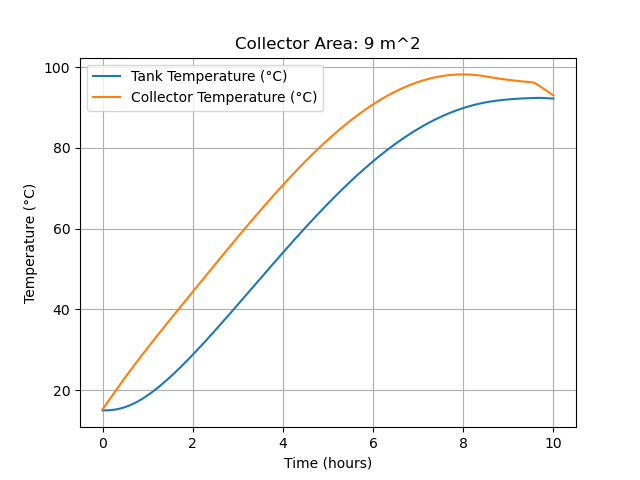 Collector Area: 9 m^2
Tank Temperature (°C)
Collector Temperature (°C)
100
80
60
40
20
Temperature (°C)
0 2 4 6 8 10
Time (hours)